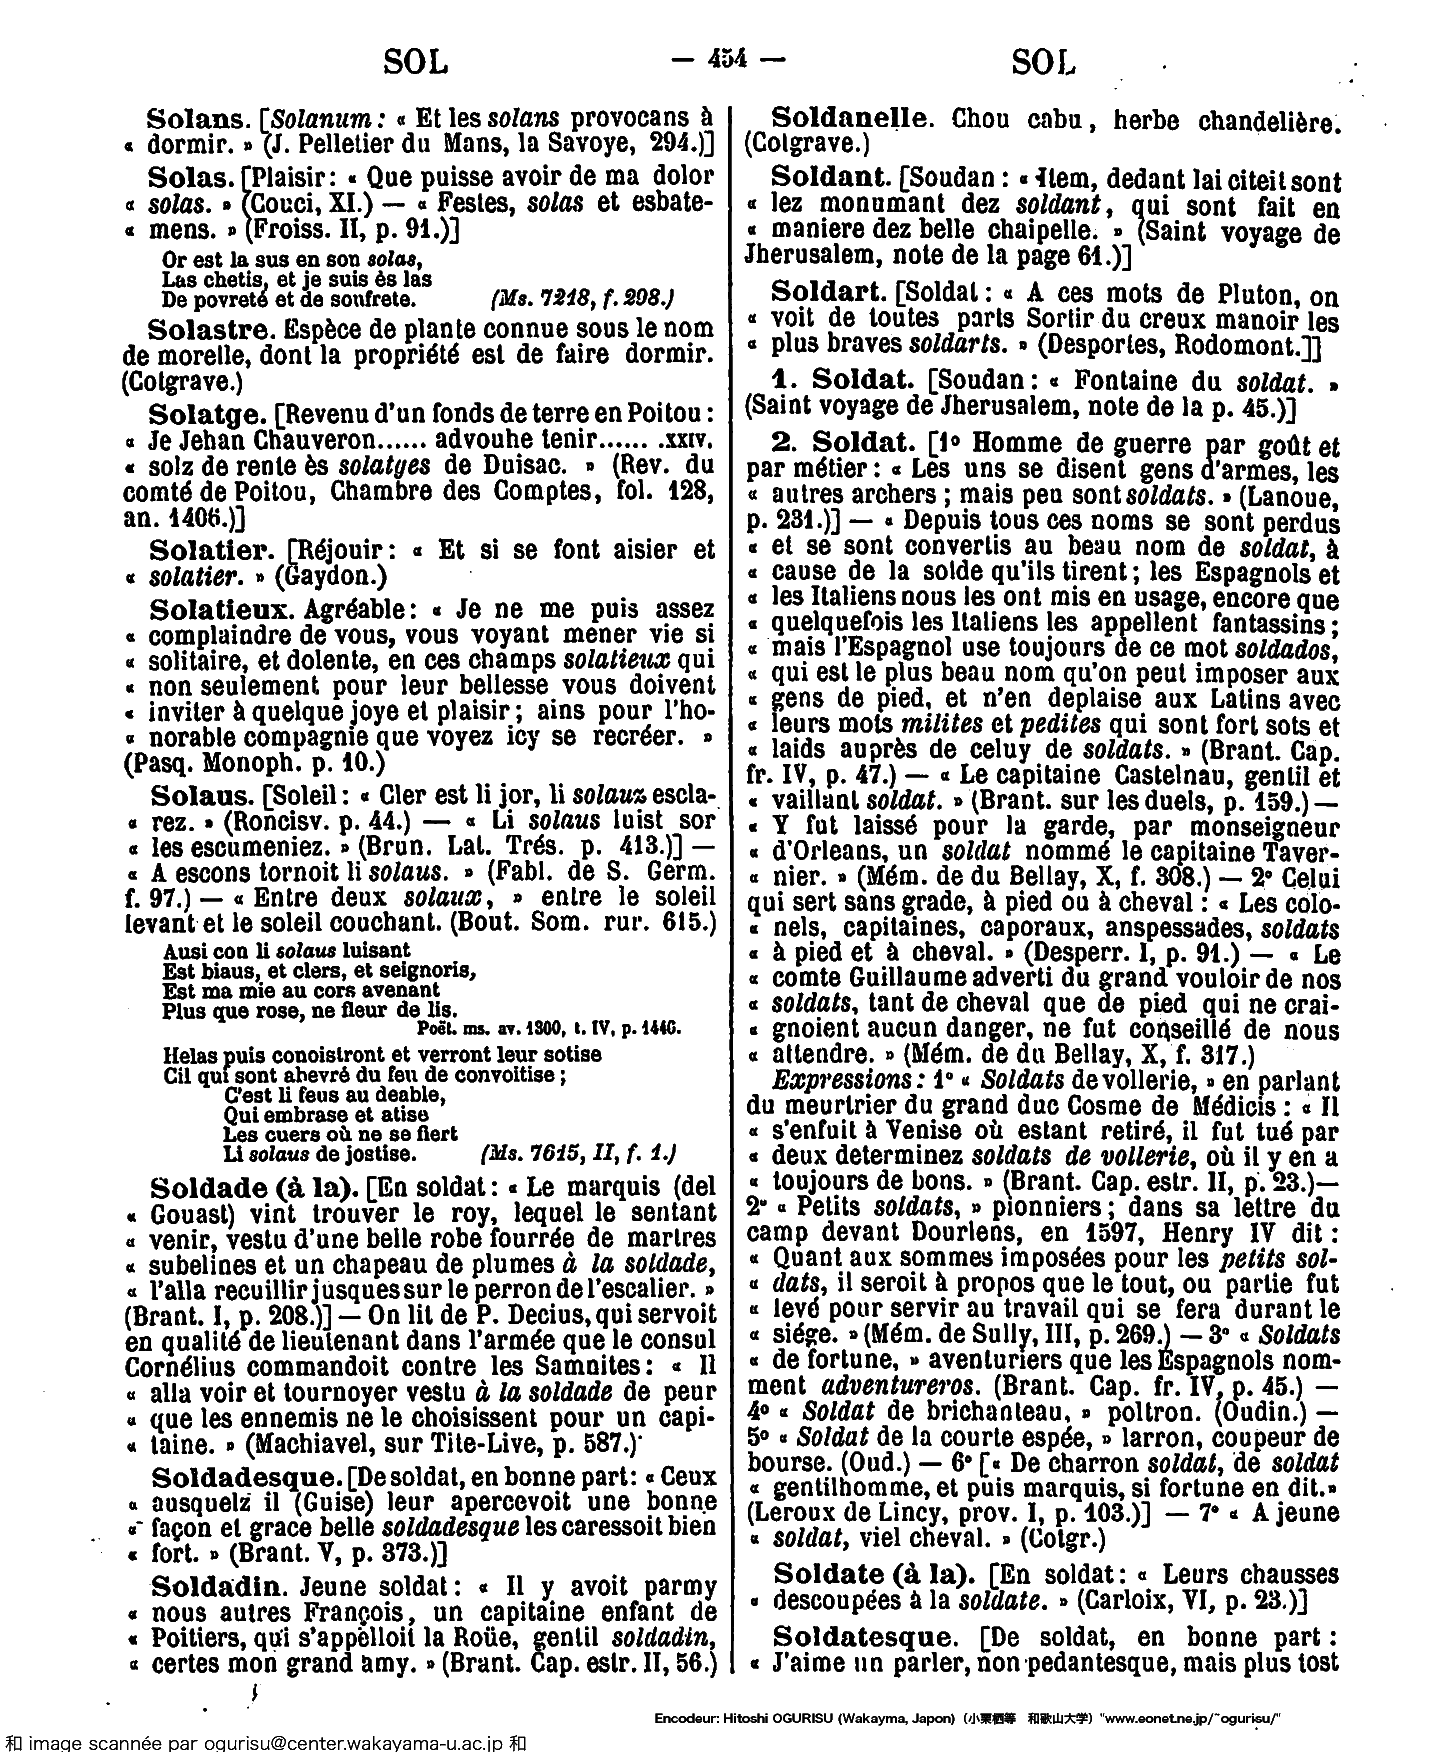 SOL — 454 — SOL
Solans. [Solanum : « Et les solans provocans à
« dormir. » (J. Pelletier du Mans, la Savoye, 294.)]
Solas. [Plaisir : « Que puisse avoir de ma dolor
« solas. » (Couci, XI.) — « Festes, solas et esbate-
« mens. » (Froiss. II, p. 91.)]
Or est la sus en son solas,
Las chetis, et je suis ès las
De povreté et de soufrete. (Ms. 7218, f. 298.)
Solastre. Espèce de plante connue sous le nom
de morelle, dont la propriété est de faire dormir.
(Cotgrave.)
Solatge. [Revenu d'un fonds de terre en Poitou :
« Je Jehan Chauveron...... advouhe tenir...... .xxiv.
« solz de rente ès solatges de Duisac. » (Rev. du
comté de Poitou, Chambre des Comptes, fol. 128,
an. 1406.)]
Solatier. [Réjouir : « Et si se font aisier et
« solatier. » (Gaydon.)
Solatieux. Agréable : « Je ne me puis assez
« complaindre de vous, vous voyant mener vie si
« solitaire, et dolente, en ces champs solatieux qui
« non seulement pour leur bellesse vous doivent
« inviter à quelque joye et plaisir ; ains pour l'ho-
« norable compagnie que voyez icy se recréer. »
(Pasq. Monoph. p. 10.)
Solaus. [Soleil : « Cler est li jor, li solauz escla-
« rez. » (Roncisv. p. 44.) — « Li solaus luist sor
« les escumeniez. » (Brun. Lat. Trés. p. 413.)] —
« A escons tornoit li solaus. » (Fabl. de S. Germ.
f. 97.) — « Entre deux solaux, » entre le soleil
levant et le soleil couchant. (Bout. Som. rur. 615.)
Ausi con li solaus luisant
Est biaus, et clers, et seignoris,
Est ma mie au cors avenant
Plus que rose, ne fleur de lis.
Poët. ms. av. 1300, t. IV, p. 1446.
Helas puis conoistront et verront leur sotise
Cil qui sont ahevré du feu de convoitise ;
C'est li feus au deable,
Qui embrase et atise
Les cuers où ne se fiert
Li solaus de jostise. (Ms. 7615, II, f. 1.)
Soldade (à la). [En soldat : « Le marquis (del
« Gouast) vint trouver le roy, lequel le sentant
« venir, vestu d'une belle robe fourrée de martres
« subelines et un chapeau de plumes à la soldade,
« l'alla recuillir jusques sur le perron de l'escalier. »
(Brant. I, p. 208.)] — On lit de P. Decius, qui servoit
en qualité de lieutenant dans l'armée que le consul
Cornélius commandoit contre les Samnites : « Il
« alla voir et tournoyer vestu à la soldade de peur
« que les ennemis ne le choisissent pour un capi-
« taine. » (Machiavel, sur Tite-Live, p. 587.)
Soldadesque. [De soldat, en bonne part : « Ceux
« ausquelz il (Guise) leur apercevoit une bonne
« façon et grace belle soldadesque les caressoit bien
« fort. » (Brant. V, p. 373.)]
Soldadin. Jeune soldat : « Il y avoit parmy
« nous autres François, un capitaine enfant de
« Poitiers, qui s'appelloit la Roüe, gentil soldadin,
« certes mon grand amy. » (Brant. Cap. estr. II, 56.)
Soldanelle. Chou cabu, herbe chandelière.
(Cotgrave.)
Soldant. [Soudan : « Item, dedant lai citeit sont
« lez monumant dez soldant, qui sont fait en
« maniere dez belle chaipelle. » (Saint voyage de
Jherusalem, note de la page 61.)]
Soldart. [Soldat : « A ces mots de Pluton, on
« voit de toutes parts Sortir du creux manoir les
« plus braves soldarts. » (Desportes, Rodomont.]]
1. Soldat. [Soudan : « Fontaine du soldat. »
(Saint voyage de Jherusalem, note de la p. 45.)]
2. Soldat. [1º Homme de guerre par goût et
par métier : « Les uns se disent gens d'armes, les
« autres archers ; mais peu sont soldats. » (Lanoue,
p. 231.)] — « Depuis tous ces noms se sont perdus
« et se sont convertis au beau nom de soldat, à
« cause de la solde qu'ils tirent ; les Espagnols et
« les Italiens nous les ont mis en usage, encore que
« quelquefois les Italiens les appellent fantassins ;
« mais l'Espagnol use toujours de ce mot soldados,
« qui est le plus beau nom qu'on peut imposer aux
« gens de pied, et n'en deplaise aux Latins avec
« leurs mots milites et pedites qui sont fort sots et
« laids auprès de celuy de soldats. » (Brant. Cap.
fr. IV, p. 47.) — « Le capitaine Castelnau, gentil et
« vaillant soldat. » (Brant. sur les duels, p. 159.) —
« Y fut laissé pour la garde, par monseigneur
« d'Orleans, un soldat nommé le capitaine Taver-
« nier. » (Mém. de du Bellay, X, f. 308.) — 2º Celui
qui sert sans grade, à pied ou à cheval : « Les colo-
« nels, capitaines, caporaux, anspessades, soldats
« à pied et à cheval. » (Desperr. I, p. 91.) — « Le
« comte Guillaume adverti du grand vouloir de nos
« soldats, tant de cheval que de pied qui ne crai-
« gnoient aucun danger, ne fut conseillé de nous
« attendre. » (Mém. de du Bellay, X, f. 317.)
Expressions : 1º « Soldats de vollerie, » en parlant
du meurtrier du grand duc Cosme de Médicis : « Il
« s'enfuit à Venise où estant retiré, il fut tué par
« deux determinez soldats de vollerie, où il y en a
« toujours de bons. » (Brant. Cap. estr. II, p. 23.) —
2º « Petits soldats, » pionniers ; dans sa lettre du
camp devant Dourlens, en 1597, Henry IV dit :
« Quant aux sommes imposées pour les petits sol-
« dats, il seroit à propos que le tout, ou partie fut
« levé pour servir au travail qui se fera durant le
« siége. » (Mém. de Sully, III, p. 269.) — 3º « Soldats
« de fortune, » aventuriers que les Espagnols nom-
ment adventureros. (Brant. Cap. fr. IV, p. 45.) —
4º « Soldat de brichanteau, » poltron. (Oudin.) —
5º « Soldat de la courte espée, » larron, coupeur de
bourse. (Oud.) — 6º [« De charron soldat, de soldat
« gentilhomme, et puis marquis, si fortune en dit. »
(Leroux de Lincy, prov. I, p. 103.)] — 7º « A jeune
« soldat, viel cheval. » (Cotgr.)
Soldate (à la). [En soldat : « Leurs chausses
« descoupées à la soldate. » (Carloix, VI, p. 23.)]
Soldatesque. [De soldat, en bonne part :
« J'aime un parler, non pedantesque, mais plus tost
Encodeur: Hitoshi OGURISU (Wakayma, Japon) (小栗栖等 和歌山大学) "www.eonet.ne.jp/~ogurisu/"
和 image scannée par ogurisu@center.wakayama-u.ac.jp 和